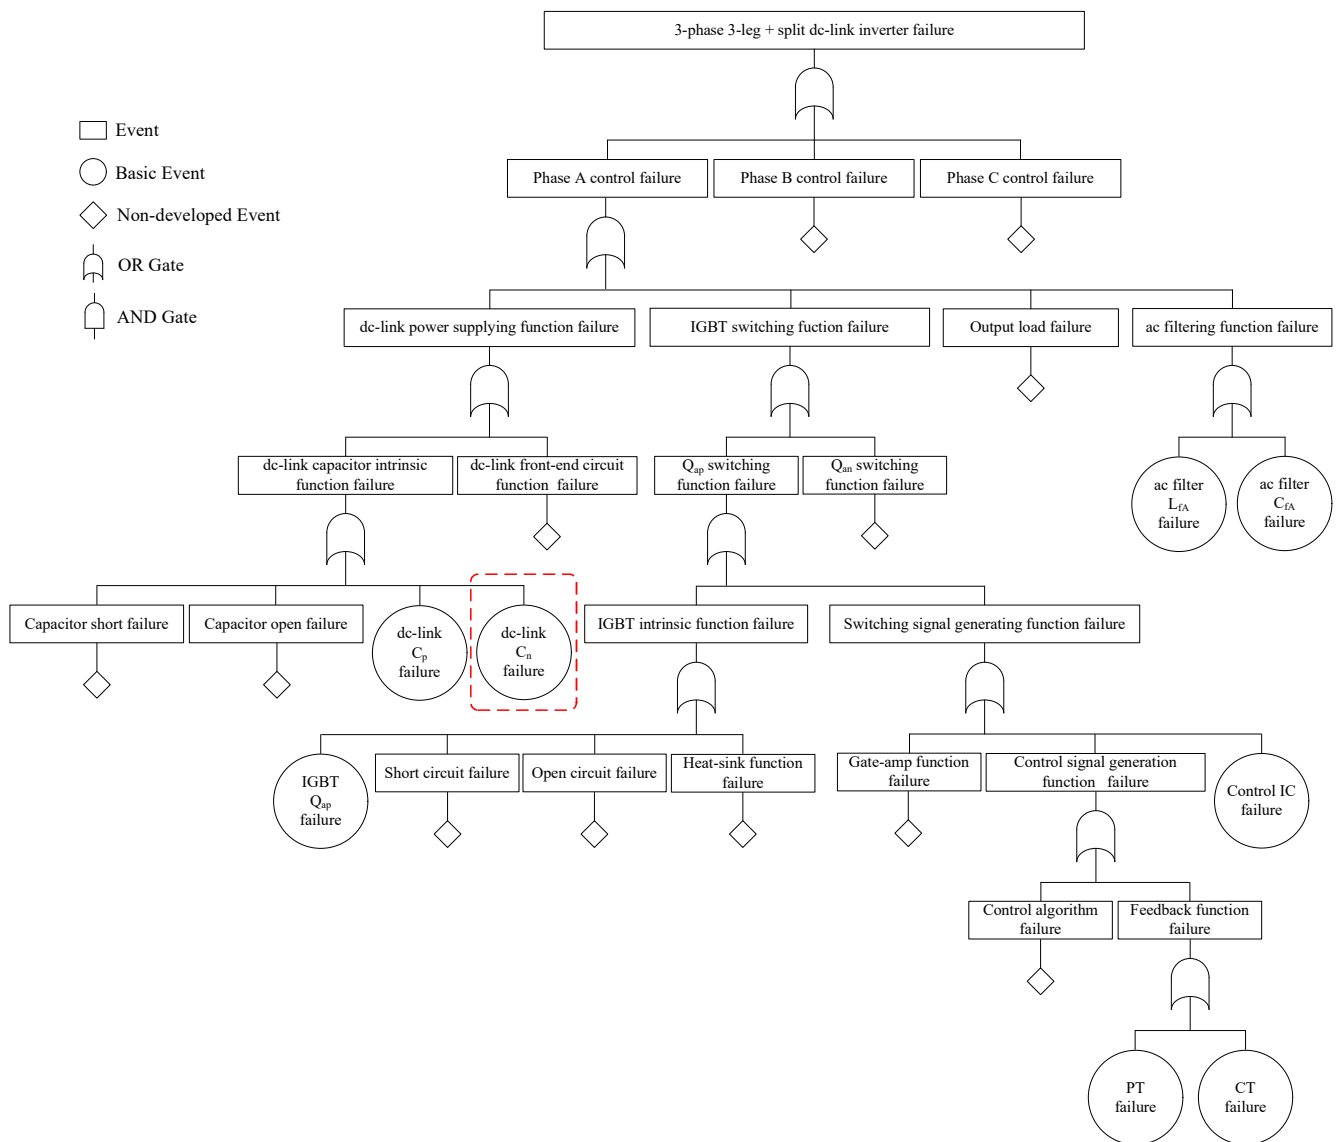 3-phase 3-leg + split dc-link inverter failure
Event
Basic Event
Non-developed Event
OR Gate
AND Gate
Phase A control failure
Phase B control failure
Phase C control failure
dc-link power supplying function failure
IGBT switching fuction failure
Output load failure
ac filtering function failure
dc-link capacitor intrinsic
function failure
dc-link front-end circuit
function failure
Qap switching
function failure
Qan switching
function failure
ac filter
LfA
failure
ac filter
CfA
failure
Capacitor short failure
Capacitor open failure
dc-link
Cp
failure
dc-link
Cn
failure
IGBT intrinsic function failure
Switching signal generating function failure
IGBT
Qap
failure
Short circuit failure
Open circuit failure
Heat-sink function
failure
Gate-amp function
failure
Control signal generation
function failure
Control IC
failure
Control algorithm
failure
Feedback function
failure
PT
failure
CT
failure